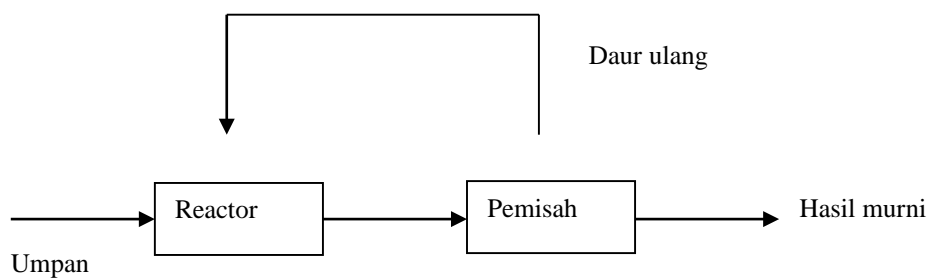 Daur ulang
Reactor
Pemisah
Hasil murni
Umpan